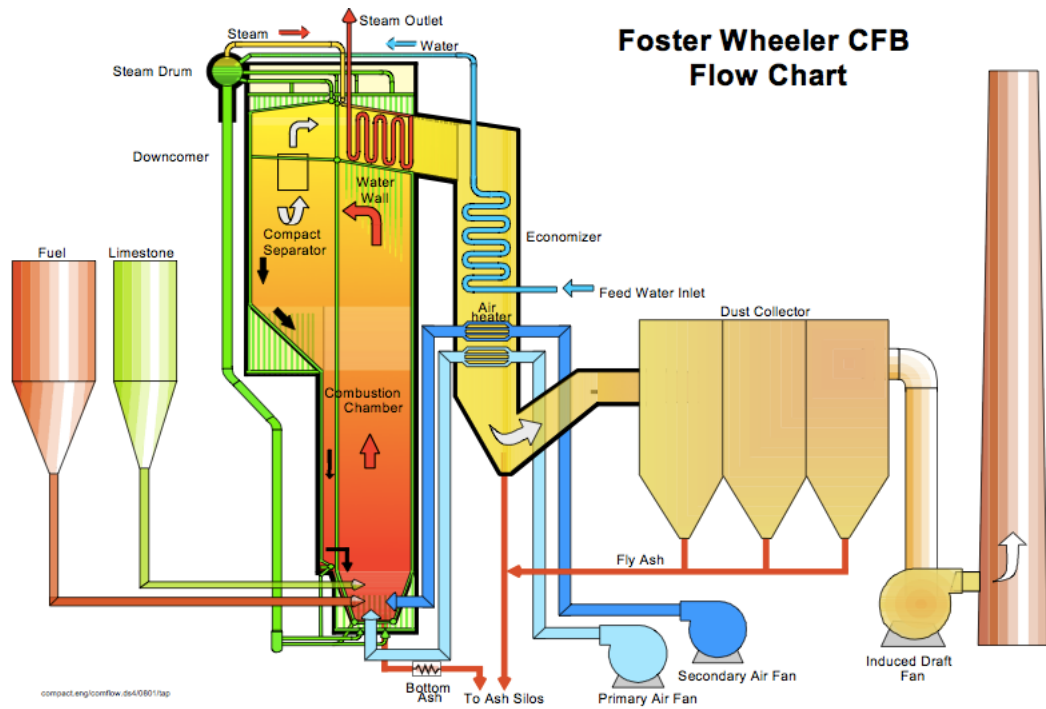 Foster Wheeler CFB
Flow Chart
Steam Outlet
Steam
Water
Steam Drum
Downcomer
Water
Wall
Compact
Separator
Economizer
Fuel
Limestone
Feed Water Inlet
Air
heater
Dust Collector
Combustion
Chamber
Fly Ash
Bottom
Ash
To Ash Silos
Primary Air Fan
Secondary Air Fan
Induced Draft
Fan
compact.eng/comflow.ds4/0801/tap